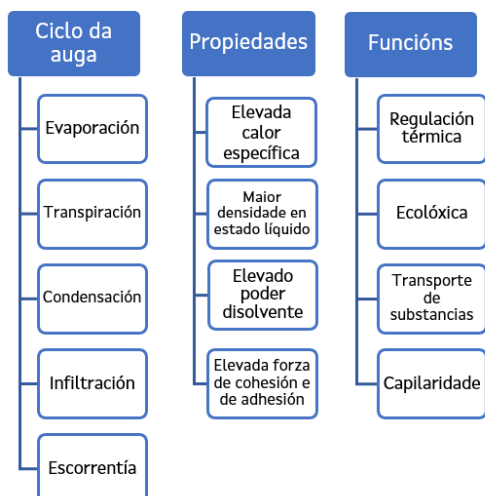 Ciclo da
auga
Evaporación
Transpiración
Condensación
Infiltración
Escorrentía
Propiedades
Elevada
calor
específica
Maior
densidade en
estado líquido
Elevado
poder
disolvente
Elevada forza
de cohesión e
de adhesión
Funcións
Regulación
térmica
Ecolóxica
Transporte
de
substancias
Capilaridade